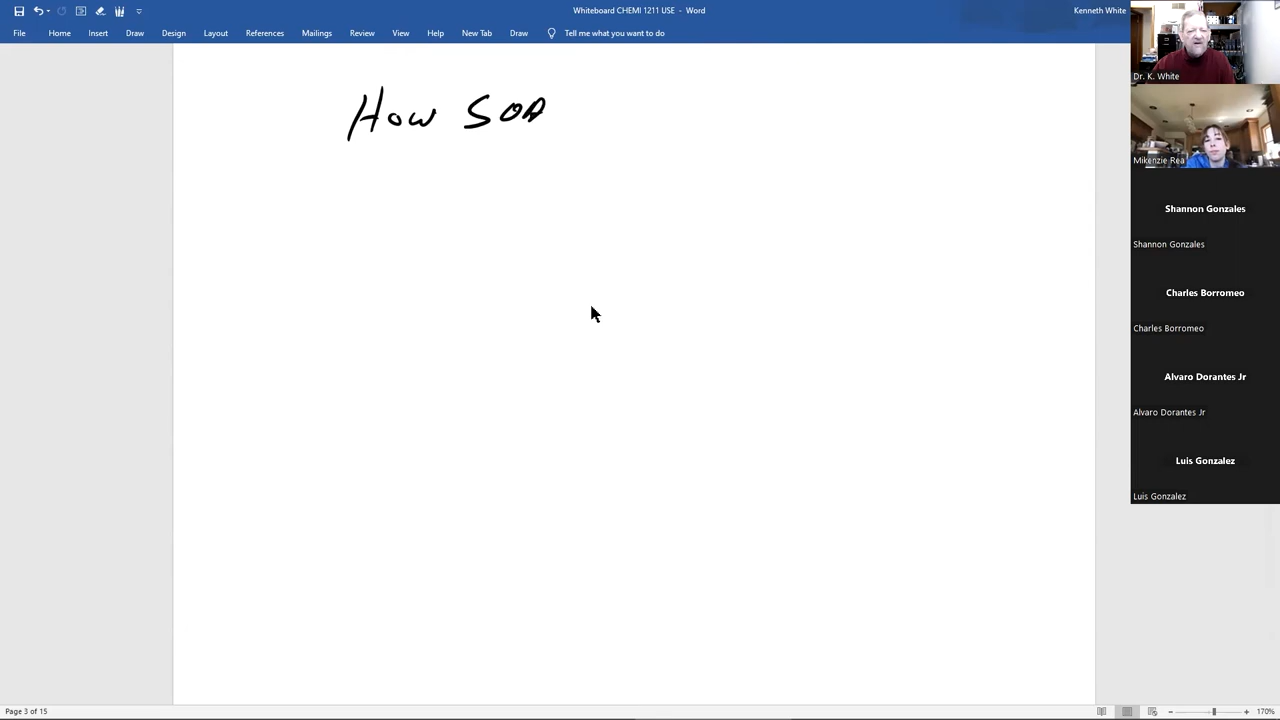 Whiteboard CHEMI 1211 USE - Word
Kenneth White
File Home Insert Draw Design Layout References Mailings Review View Help New Tab Draw Tell me what you want to do
How SOA
Dr. K. White
Mikenzie Rea
Shannon Gonzales
Shannon Gonzales
Charles Borromeo
Charles Borromeo
Alvaro Dorantes Jr
Alvaro Dorantes Jr
Luis Gonzalez
Luis Gonzalez
Page 3 of 15
170%